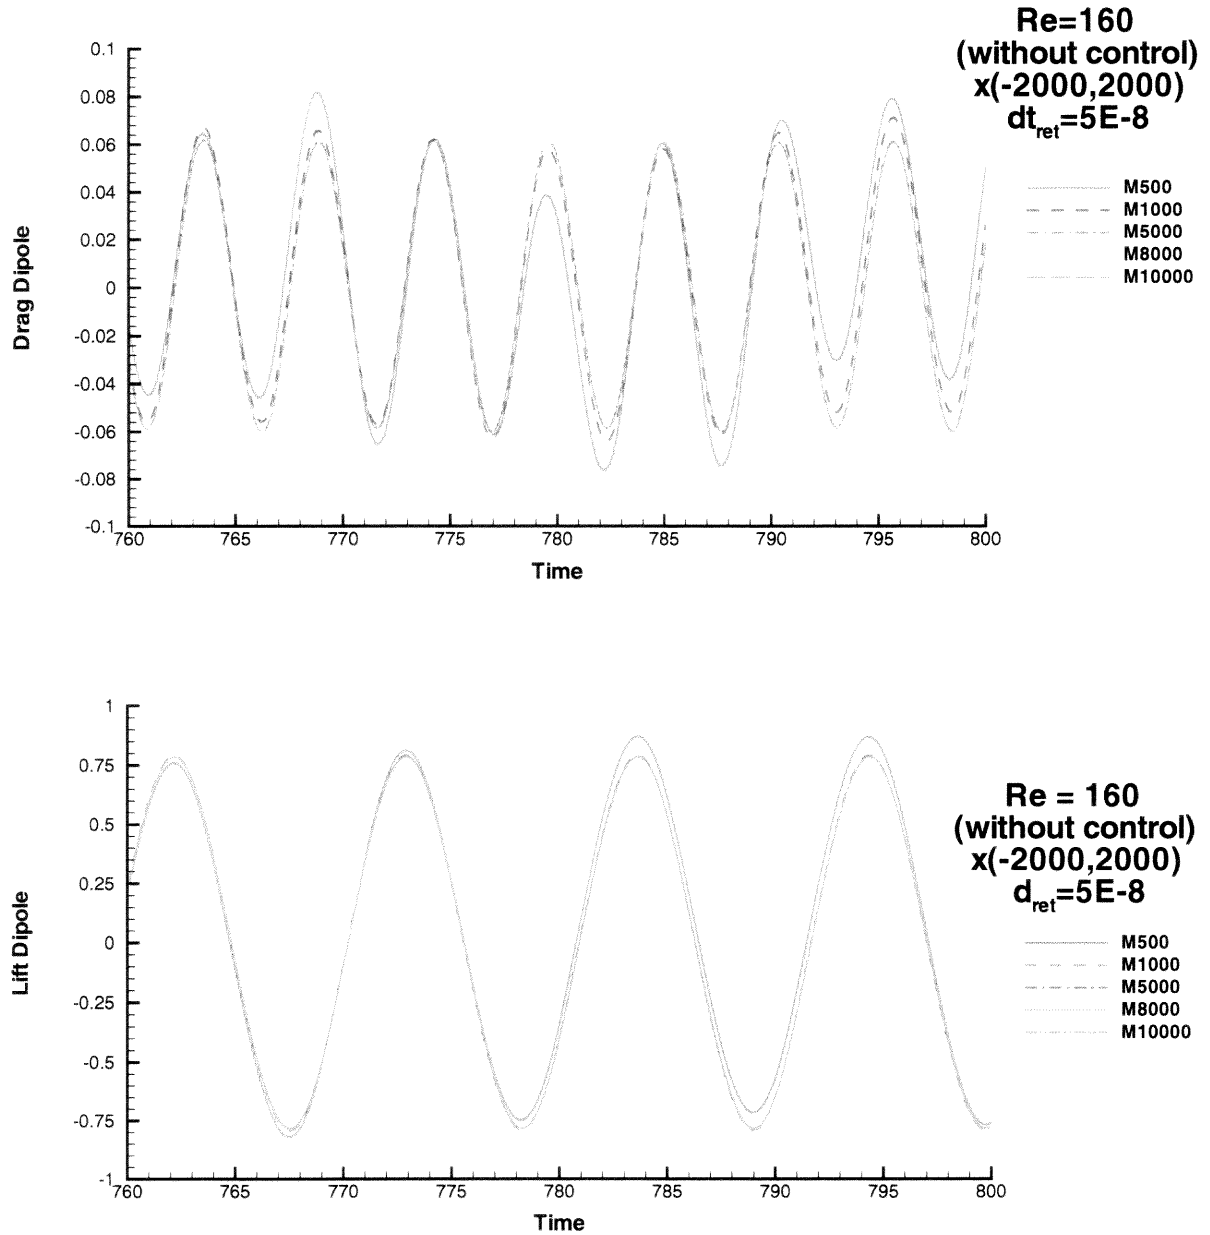 Re=160
(without control)
x(-2000,2000)
dtret=5E-8
0.1
0.08
0.06
0.04
0.02
0
-0.02
-0.04
-0.06
-0.08
-0.1
Drag Dipole
M500
M1000
M5000
M8000
M10000
760 765 770 775 780 785 790 795 800
Time
1
0.75
0.5
0.25
0
-0.25
-0.5
-0.75
-1
Lift Dipole
Re = 160
(without control)
x(-2000,2000)
dret=5E-8
M500
M1000
M5000
M8000
M10000
760 765 770 775 780 785 790 795 800
Time